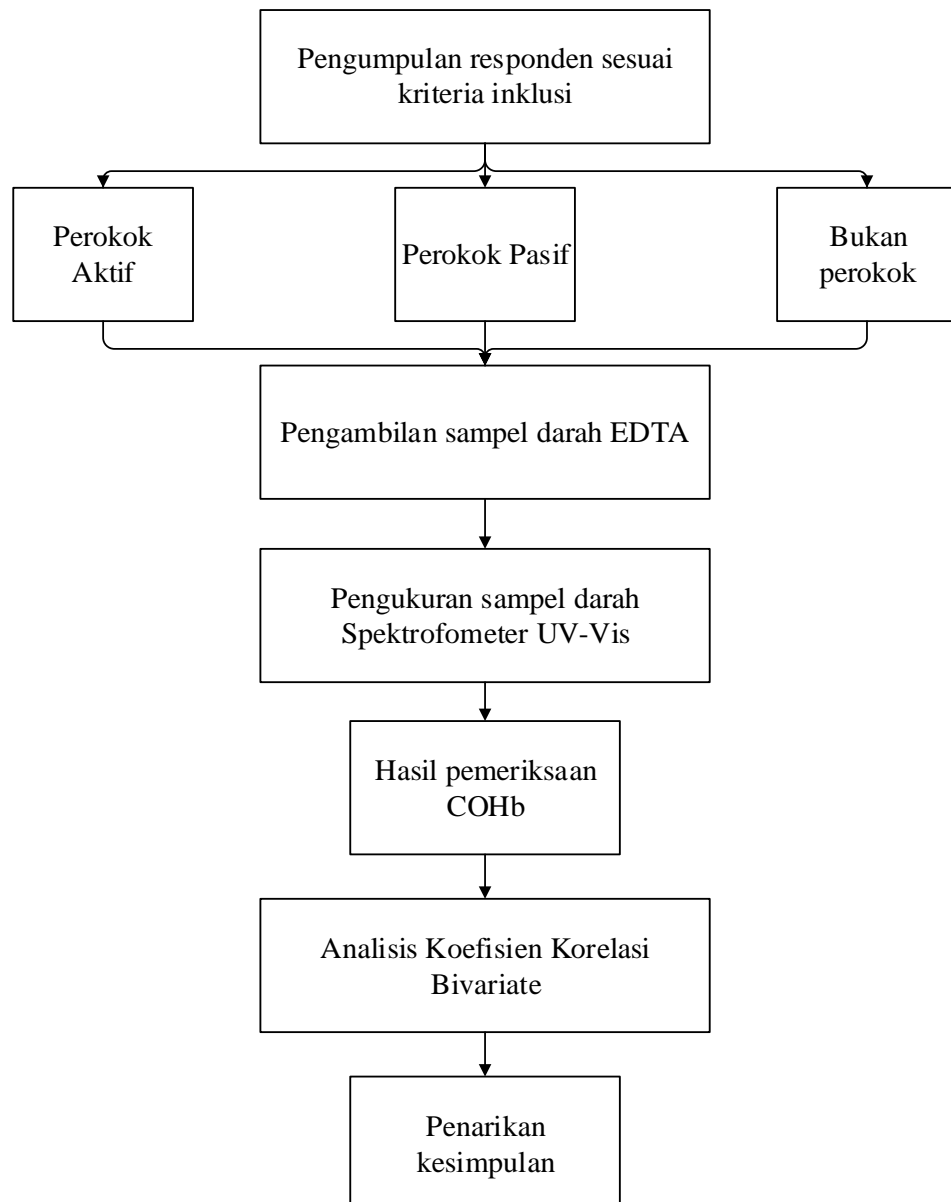 Pengumpulan responden sesuai
kriteria inklusi
Perokok
Aktif
Perokok Pasif
Bukan
perokok
Pengambilan sampel darah EDTA
Pengukuran sampel darah
Spektrofometer UV-Vis
Hasil pemeriksaan
COHb
Analisis Koefisien Korelasi
Bivariate
Penarikan
kesimpulan